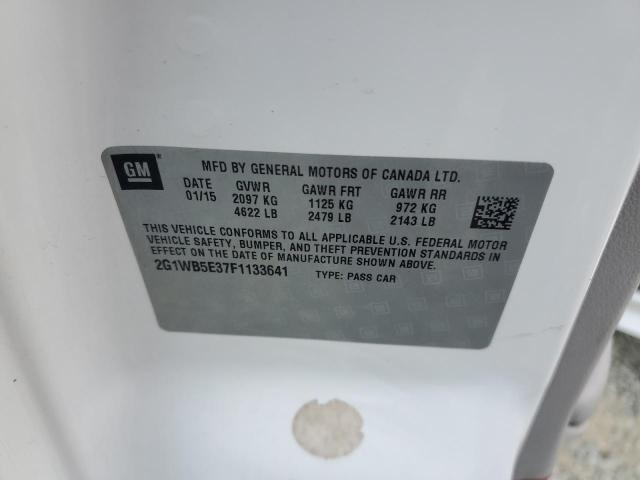 GM
MFD BY GENERAL MOTORS OF CANADA LTD.
DATE GVWR GAWR FRT GAWR RR
01/15 2097 KG 1125 KG 972 KG
4622 LB 2479 LB 2143 LB
THIS VEHICLE CONFORMS TO ALL APPLICABLE U.S. FEDERAL MOTOR
VEHICLE SAFETY, BUMPER, AND THEFT PREVENTION STANDARDS IN
EFFECT ON THE DATE OF MANUFACTURE SHOWN ABOVE.
2G1WB5E37F1133641 TYPE: PASS CAR